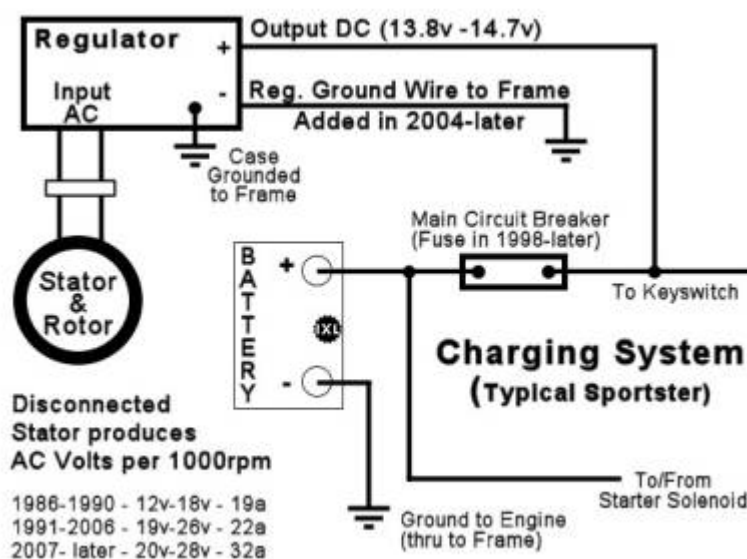 Regulator
+
Output DC (13.8v -14.7v)
Input
AC
-
Reg. Ground Wire to Frame
Added in 2004-later
Case
Grounded
to Frame
Main Circuit Breaker
(Fuse in 1998-later)
Stator
&
Rotor
BATTERY
+
-
XL
To Keyswitch
Charging System
(Typical Sportster)
Disconnected
Stator produces
AC Volts per 1000rpm
1986-1990 - 12v-18v - 19a
1991-2006 - 19v-26v - 22a
2007- later - 20v-28v - 32a
Ground to Engine
(thru to Frame)
To/From
Starter Solenoid